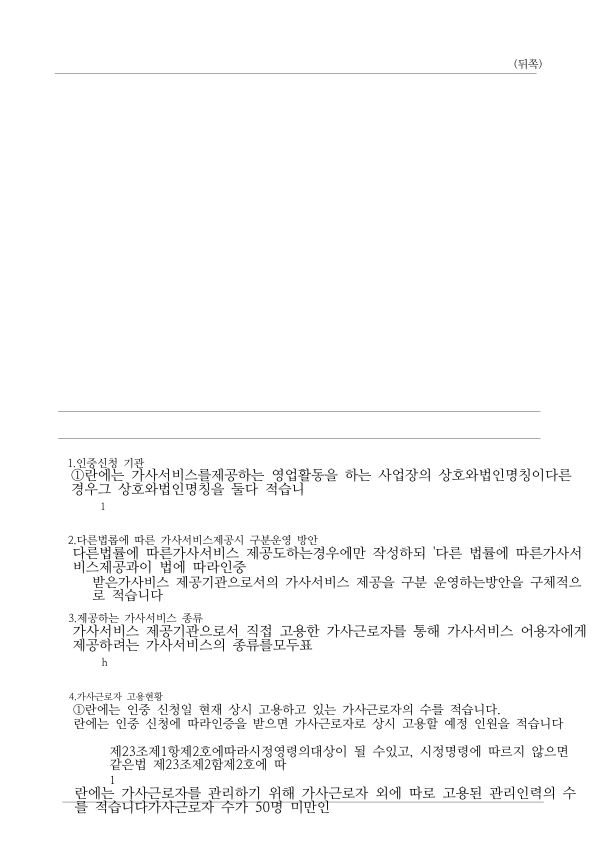 (뒤쪽)
1.인중신청 기관
①란에는 가사서비스를제공하는 영업활동을 하는 사업장의 상호와법인명칭이다른
경우그 상호와법인명칭을 둘다 적습니
1
2.다른법룝에 따른 가사서비스제공시 구분운영 방안
다른법률에 따른가사서비스 제공도하는경우에만 작성하되 '다른 법률에 따른가사서
비스제공과이 법에 따라인중
받은가사비스 제공기관으로서의 가사서비스 제공을 구분 운영하는방안을 구체적으
로 적습니다
3.제공하는 가사서비스 종류
가사서비스 제공기관으로서 직접 고용한 가사근로자를 통해 가사서비스 어용자에게
제공하려는 가사서비스의 종류를모두표
h
4.가사근로자 고용현황
①란에는 인중 신청일 현재 상시 고용하고 있는 가사근로자의 수를 적습니다.
란에는 인중 신청에 따라인증을 받으면 가사근로자로 상시 고용할 예정 인원을 적습니다
제23조제1항제2호에따라시정영령의대상이 될 수있고, 시정명령에 따르지 않으면
같은법 제23조제2함제2호에 따
1
란에는 가사근로자를 관리하기 위해 가사근로자 외에 따로 고용된 관리인력의 수
를 적습니다가사근로자 수가 50명 미만인